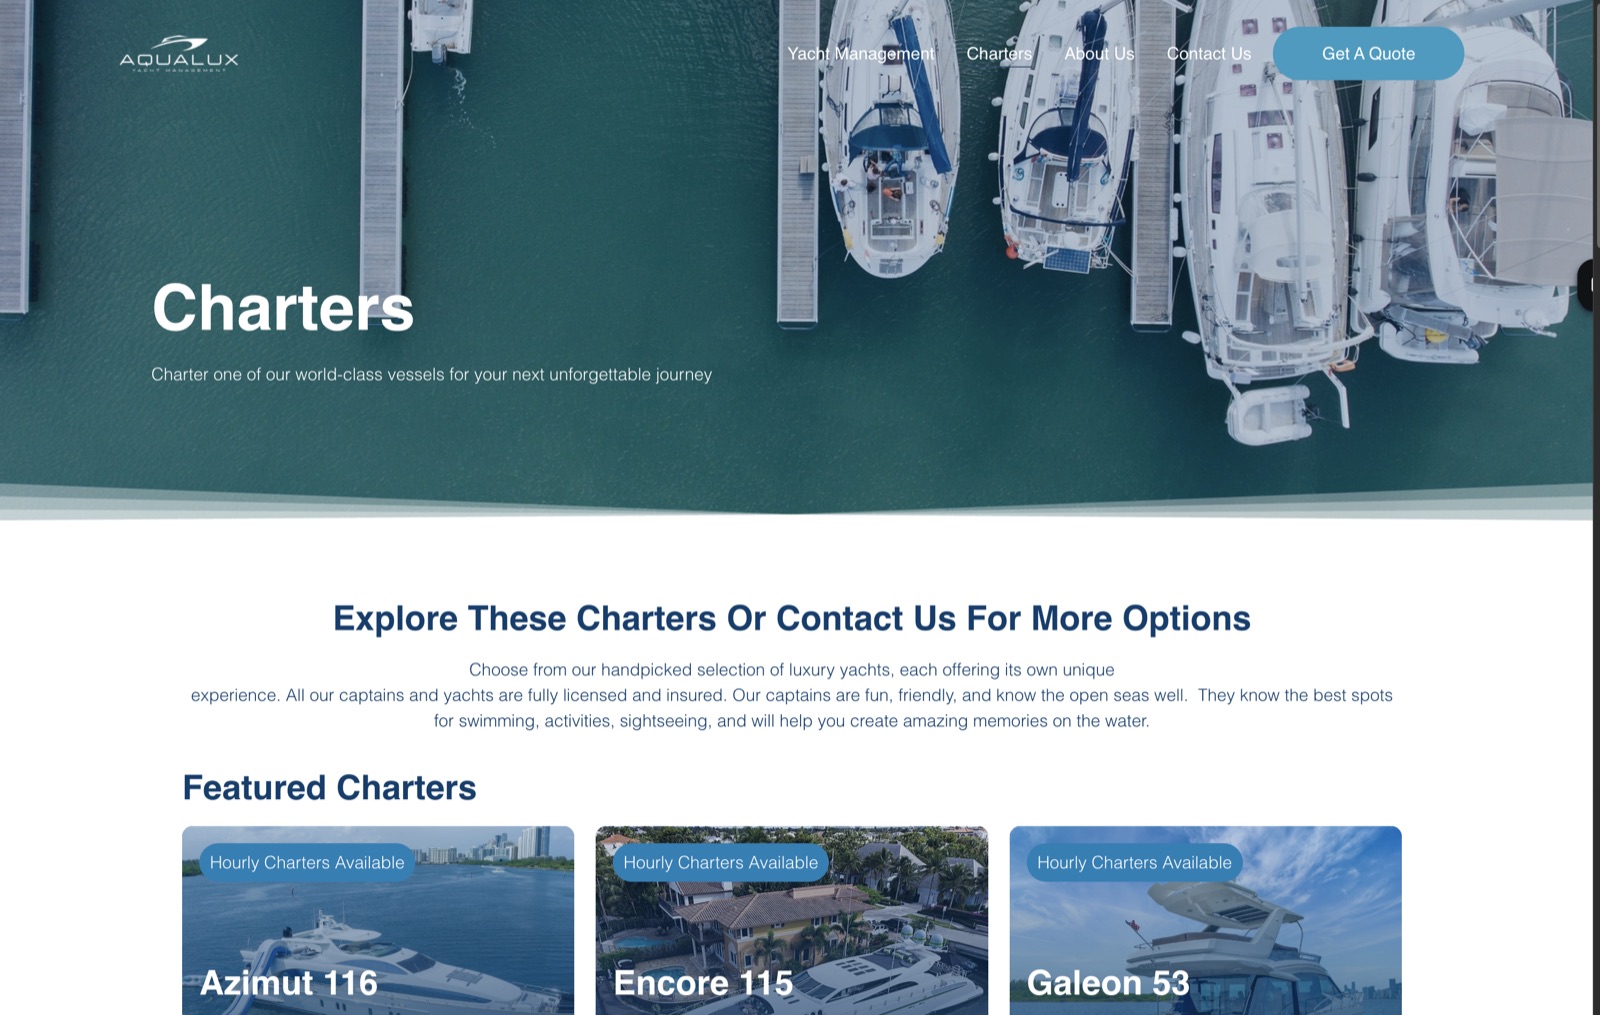 AQUALUX
YACHT MANAGEMENT
Yacht Management
Charters
About Us
Contact Us
Get A Quote
Charters
Charter one of our world-class vessels for your next unforgettable journey
Explore These Charters Or Contact Us For More Options
Choose from our handpicked selection of luxury yachts, each offering its own unique
experience. All our captains and yachts are fully licensed and insured. Our captains are fun, friendly, and know the open seas well.  They know the best spots
for swimming, activities, sightseeing, and will help you create amazing memories on the water.
Featured Charters
Hourly Charters Available
Azimut 116
Hourly Charters Available
Encore 115
Hourly Charters Available
Galeon 53